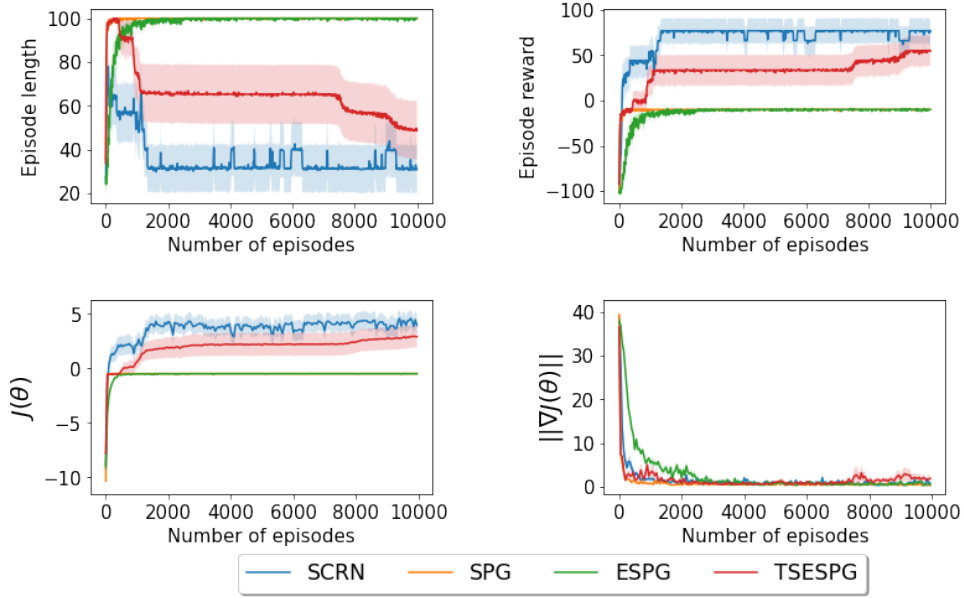 Episode length
100
80
60
40
20
0 2000 4000 6000 8000 10000
Number of episodes
Episode reward
100
50
0
−50
−100
0 2000 4000 6000 8000 10000
Number of episodes
J(θ)
5
0
−5
−10
0 2000 4000 6000 8000 10000
Number of episodes
||∇J(θ)||
40
30
20
10
0
0 2000 4000 6000 8000 10000
Number of episodes
SCRN SPG ESPG TSESPG